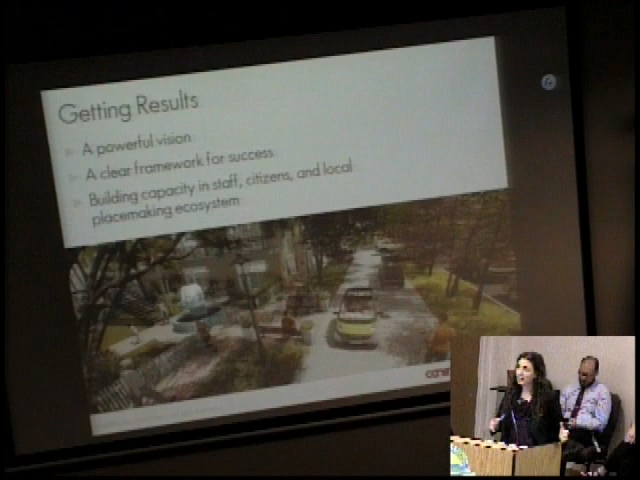 Getting Results
A powerful vision
A clear framework for success
Building capacity in staff, citizens, and local
placemaking ecosystem